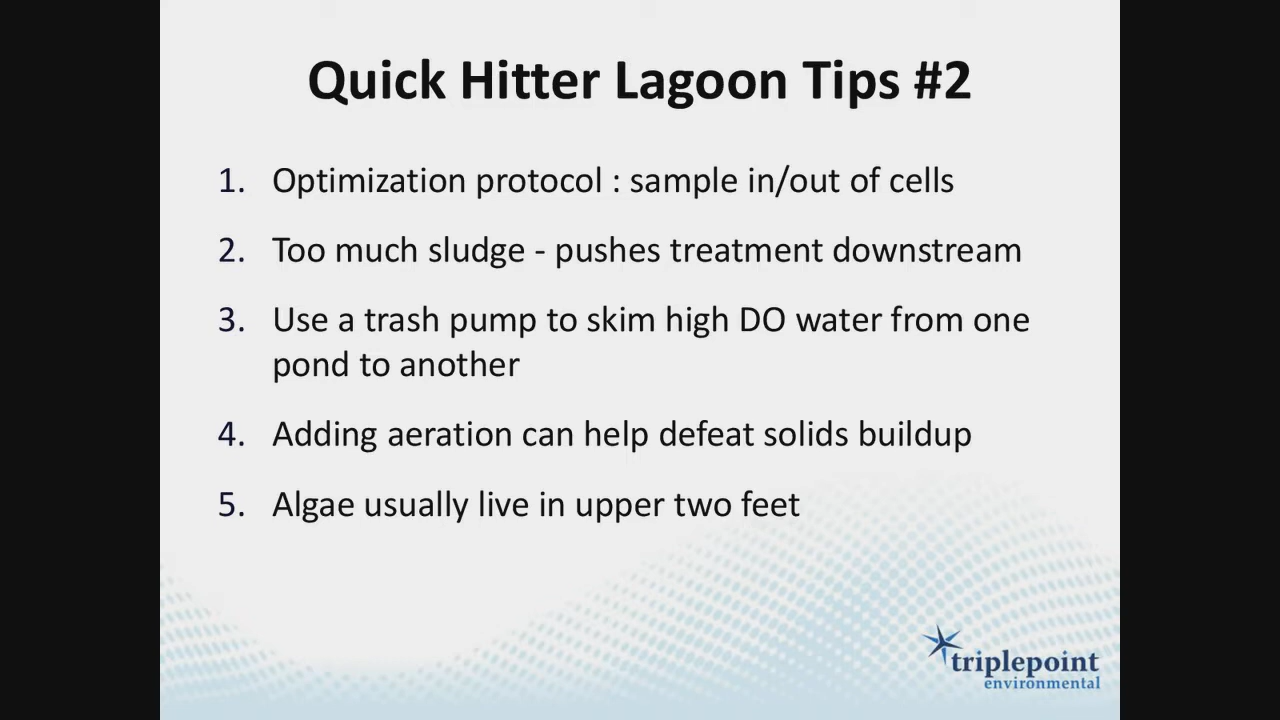 Quick Hitter Lagoon Tips #2
1. Optimization protocol : sample in/out of cells
2. Too much sludge - pushes treatment downstream
3. Use a trash pump to skim high DO water from one
pond to another
4. Adding aeration can help defeat solids buildup
5. Algae usually live in upper two feet
triplepoint
environmental